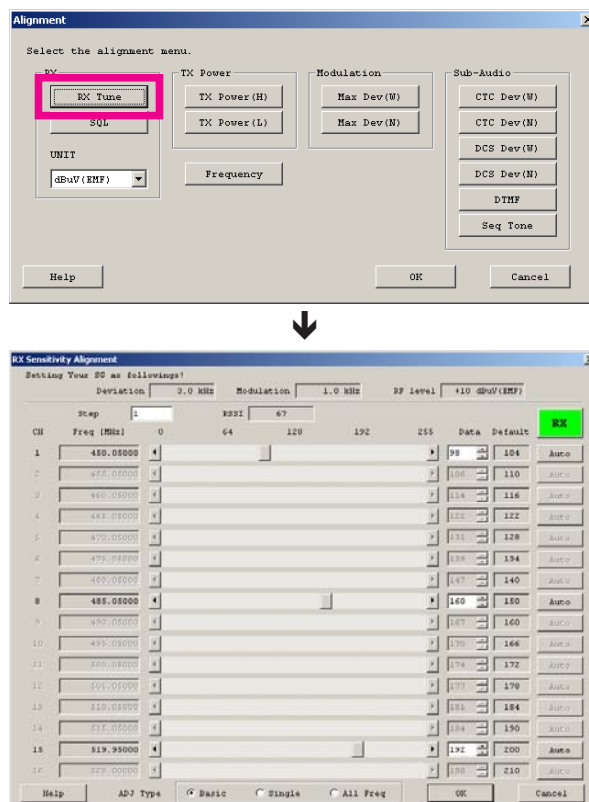 Alignment
Select the alignment menu.
RX TX Power Modulation Sub-Audio
RX Tune TX Power(H) Max Dev(W) CTC Dev(W)
SQL TX Power(L) Max Dev(N) CTC Dev(N)
UNIT DCS Dev(W)
dBuV(EMF) Frequency DCS Dev(N)
DTMF
Seq Tone
Help OK Cancel
RX Sensitivity Alignment
Setting Your SG as followings!
Deviation 3.0 kHz Modulation 1.0 kHz RF level +10 dBuV(EMF)
Step 1 RSSI 67 RX
CH Freq [MHz] 0 64 128 192 255 Data Default
1 450.05000 98 104 Auto
2 455.05000 106 110 Auto
3 460.05000 114 116 Auto
4 465.05000 122 122 Auto
5 470.05000 131 128 Auto
6 475.05000 139 134 Auto
7 480.05000 147 140 Auto
8 485.05000 160 150 Auto
9 490.05000 167 160 Auto
10 495.05000 170 166 Auto
11 500.05000 174 172 Auto
12 505.05000 177 178 Auto
13 510.05000 181 184 Auto
14 515.05000 184 190 Auto
15 519.95000 192 200 Auto
16 520.00000 198 210 Auto
Help ADJ Type Basic Single All Freq OK Cancel